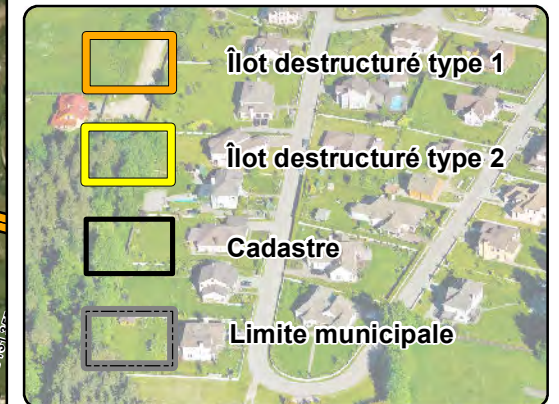 Îlot destructuré type 1
Îlot destructuré type 2
Cadastre
Limite municipale